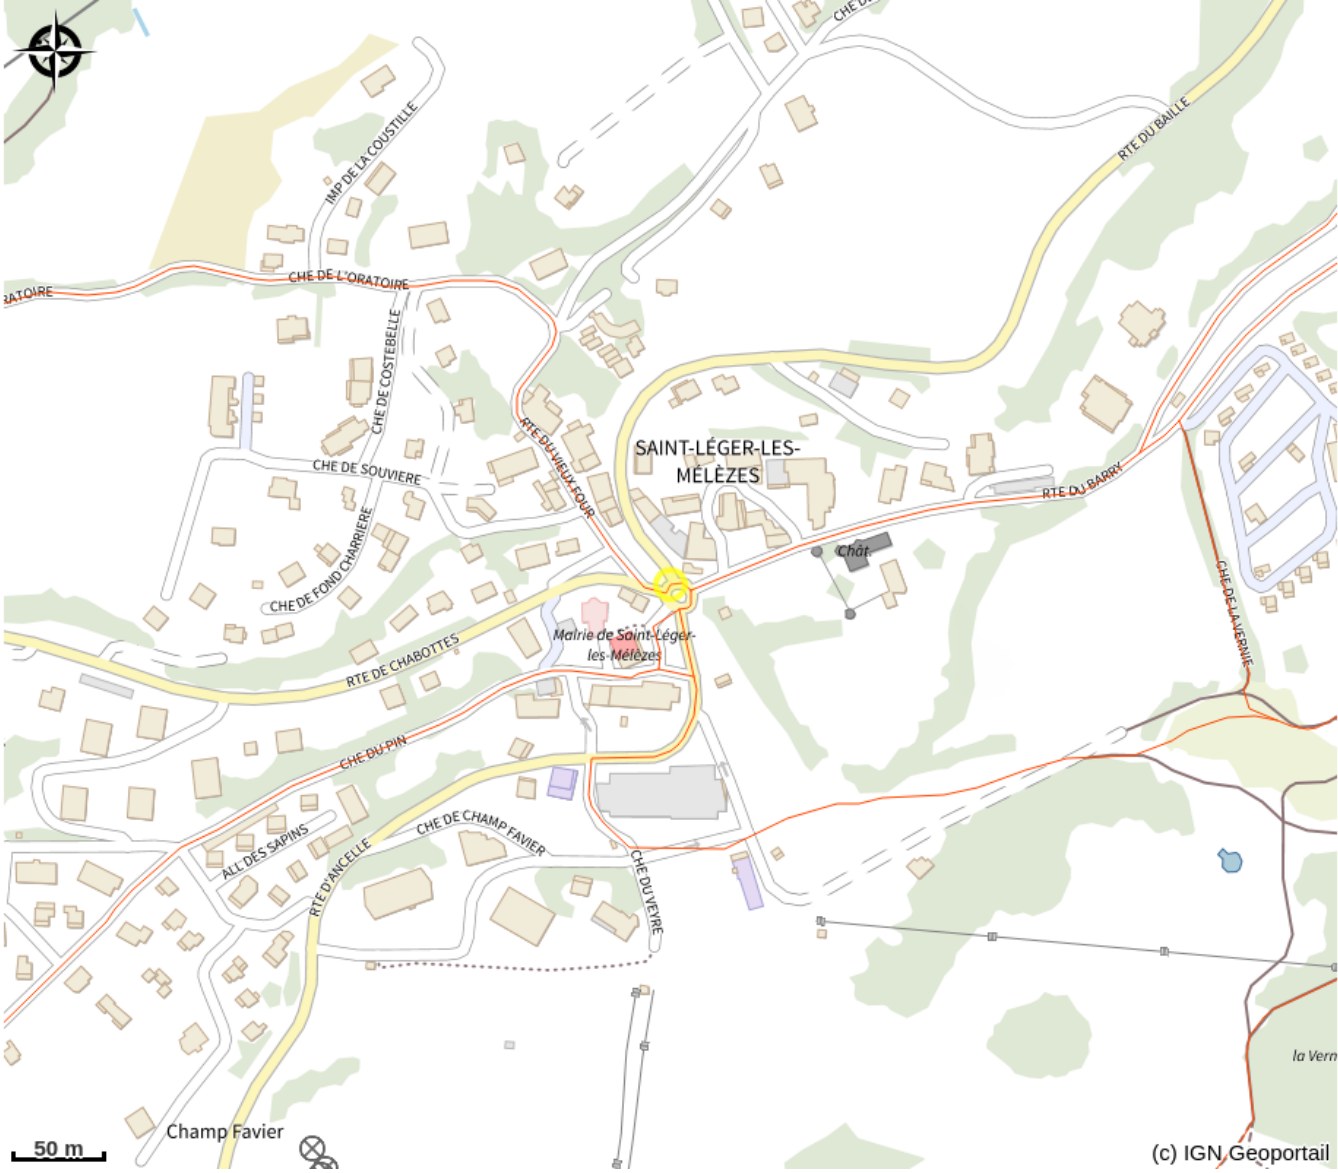 CHE D
RTE DU BAILLE
IMP DE LA COUSTILLE
CHE DE L'ORATOIRE
RATOIRE
CHE DE COSTEBELLE
SAINT-LÉGER-LES-
MÉLÈZES
RTE DU VIEUX FOUR
CHE DE SOUVIERE
RTE DU BARRY
Chât.
CHE DE FOND CHARRIERE
CHE DE LA VERNIE
Mairie de Saint-Léger-
les-Mélèzes
RTE DE CHABOTTES
CHE DU PIN
CHE DE CHAMP FAVIER
ALL DES SAPINS
RTE D'ANCELLE
CHE DU VEYRE
la Vern
Champ Favier
50 m
(c) IGN Geoportail